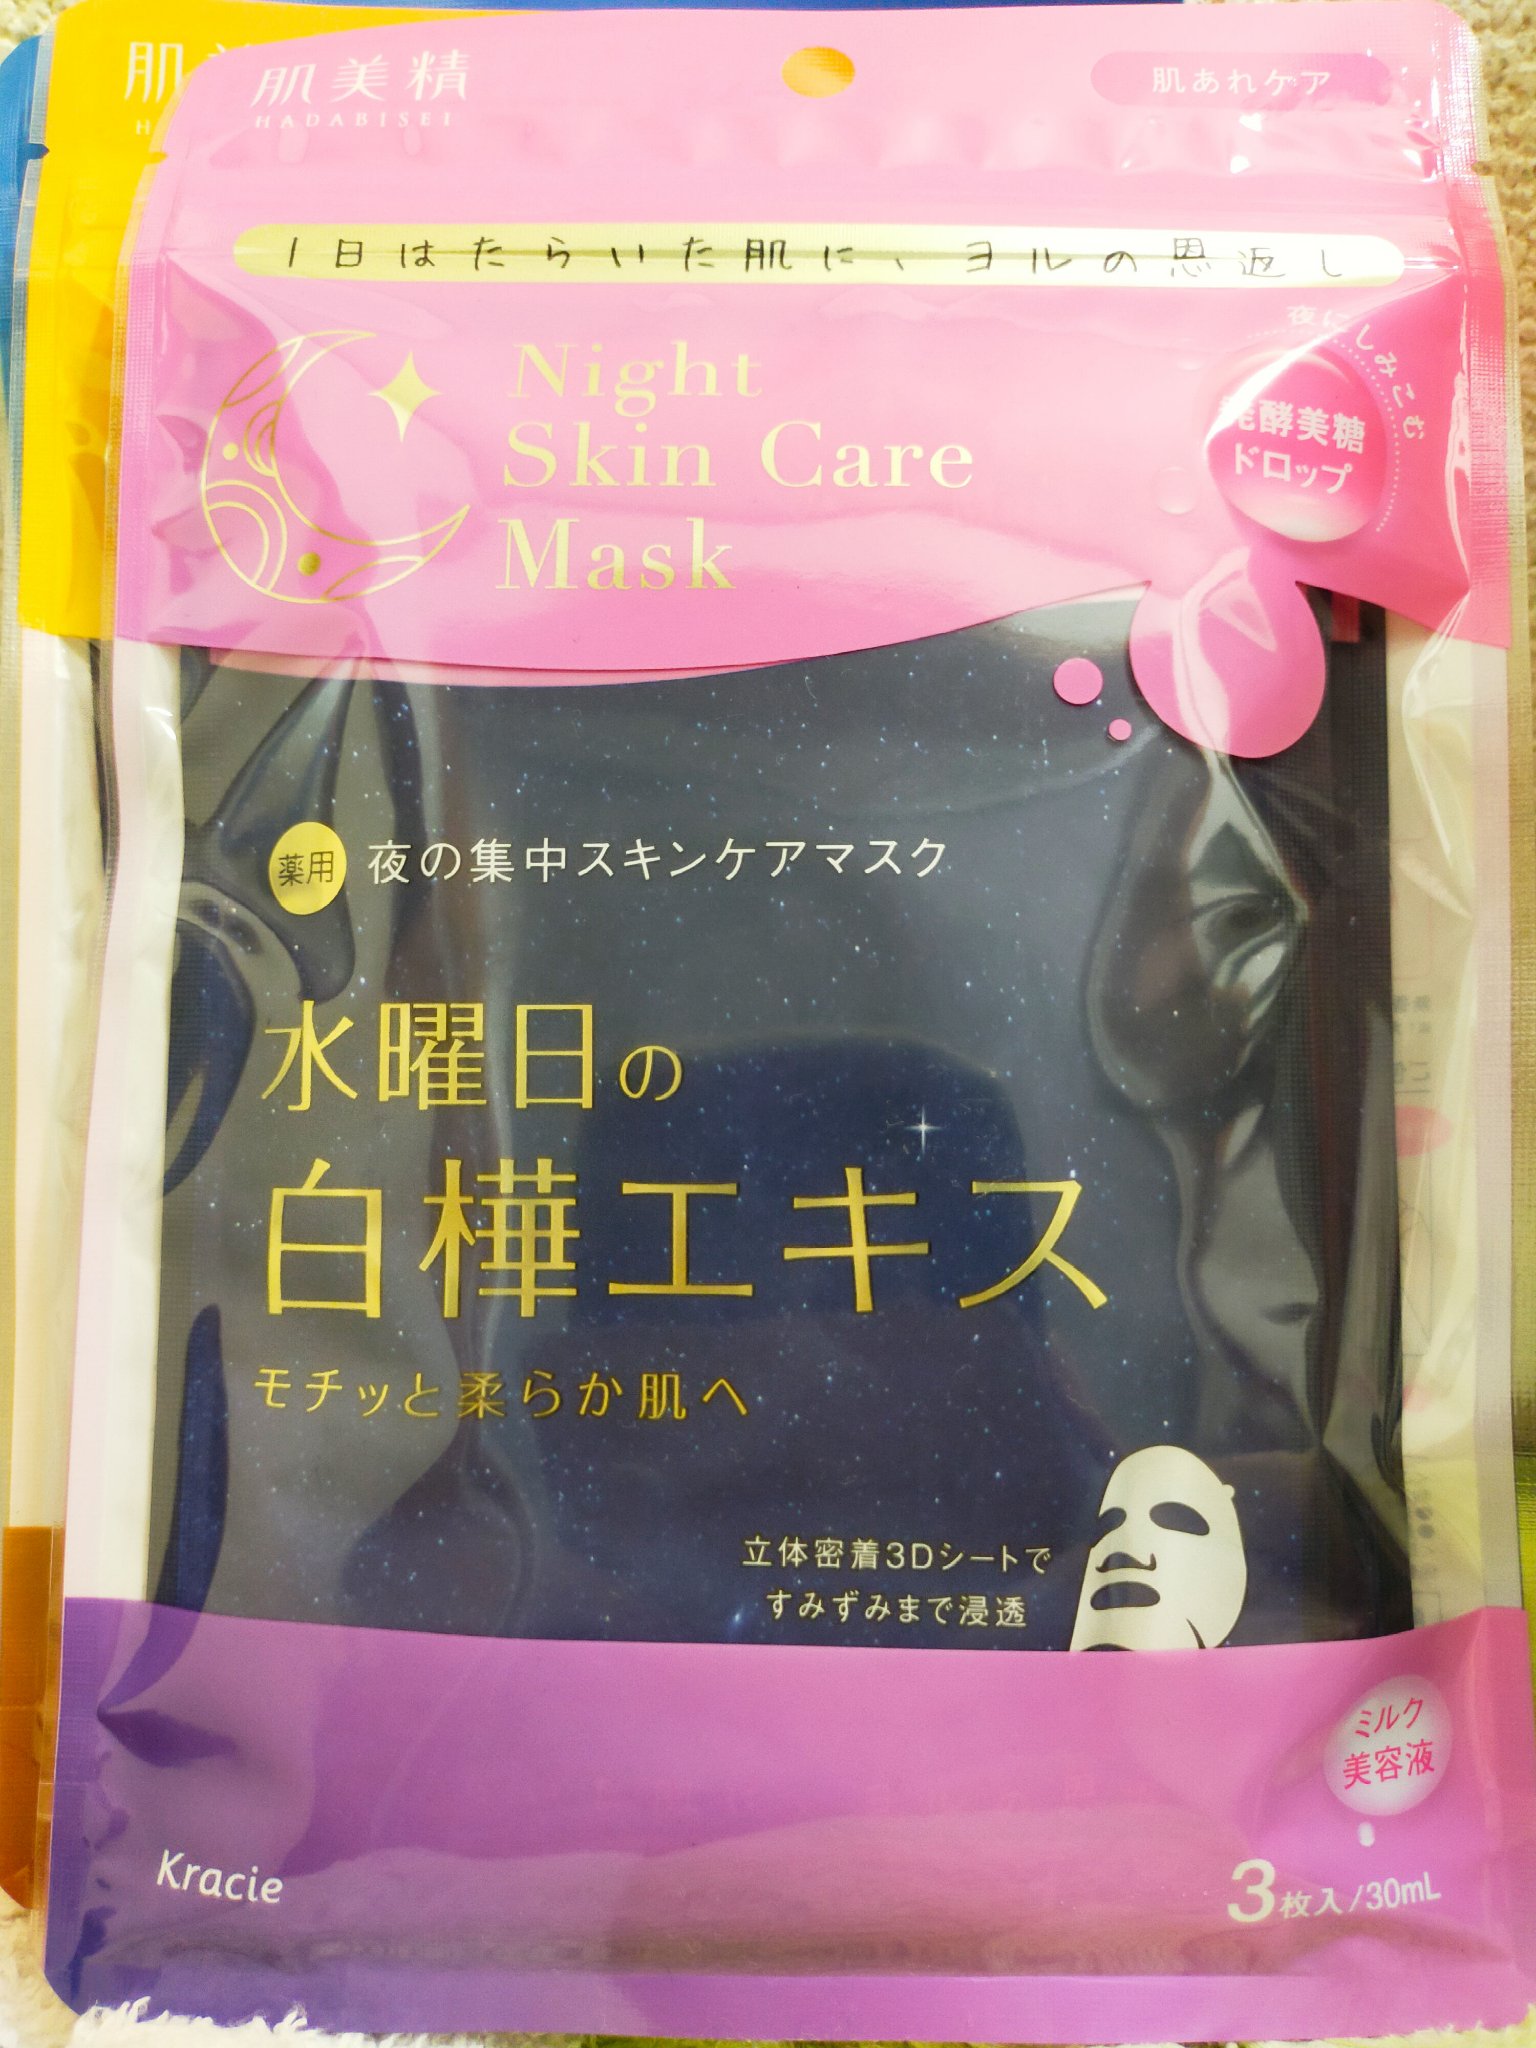 肌
肌美精
HADABISEI
肌あれケア
1日はたらいた肌に、ヨルの恩返し
Night
Skin Care
Mask
夜にしみこむ
発酵美糖
ドロップ
薬用
夜の集中スキンケアマスク
水曜日の
白樺エキス
モチッと柔らか肌へ
立体密着3Dシートで
すみずみまで浸透
ミルク
美容液
Kracie
3枚入/30mL